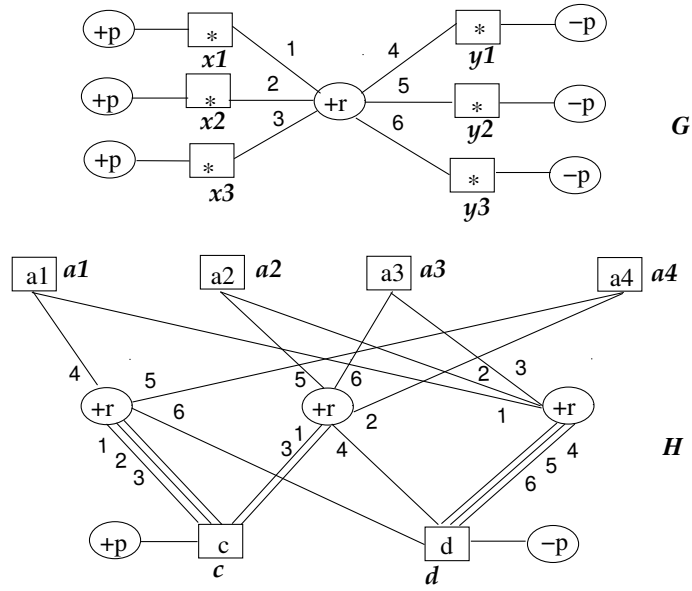 +p * 1 4 * −p
x1 y1
+p * 2 +r 5 * −p
x2 3 6 y2 G
+p * * −p
x3 y3
a1 a1 a2 a2 a3 a3 a4 a4
4 5 5 6 2 3
+r 6 +r 2 1 +r
1 2 3 3 1 4 6 5 4 H
+p c d −p
c d